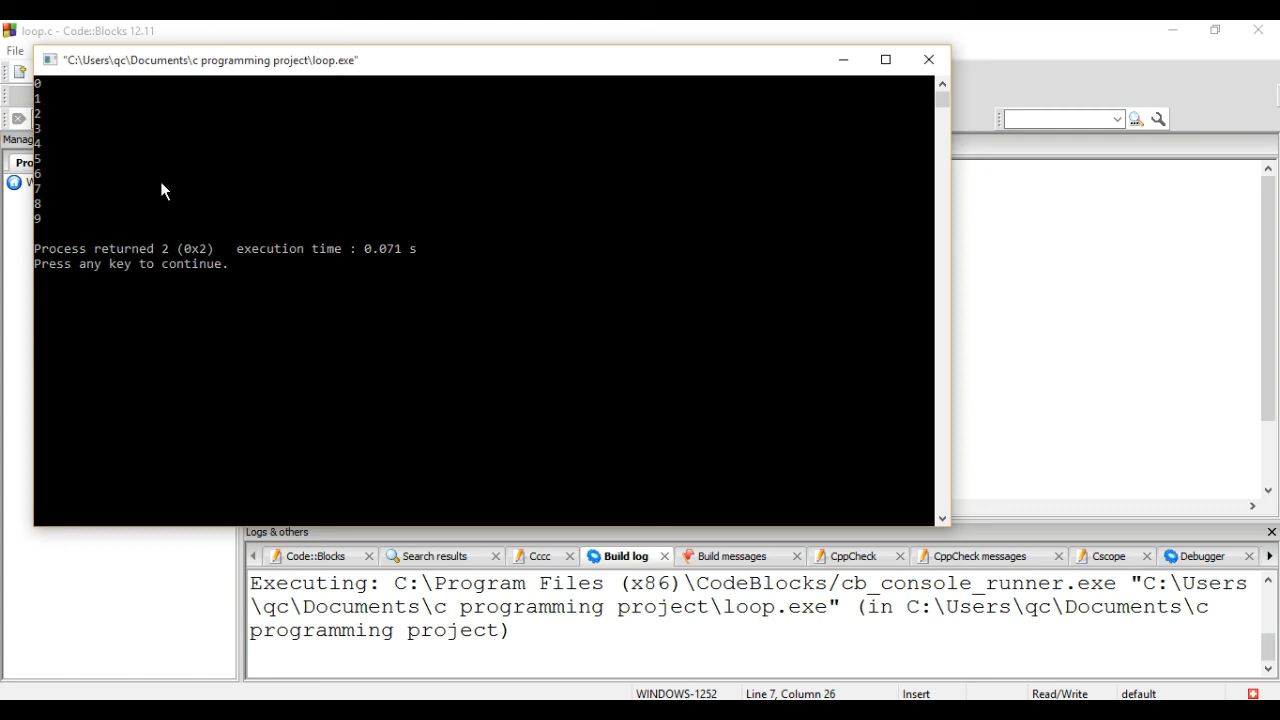 loop.c - Code::Blocks 12.11
File
"C:\Users\qc\Documents\c programming project\loop.exe"
0
1
2
3
4
5
6
7
8
9
Process returned 2 (0x2)   execution time : 0.071 s
Press any key to continue.
Logs & others
Code::Blocks Search results Cccc Build log Build messages CppCheck CppCheck messages Cscope Debugger
Executing: C:\Program Files (x86)\CodeBlocks/cb_console_runner.exe "C:\Users
\qc\Documents\c programming project\loop.exe" (in C:\Users\qc\Documents\c
programming project)
WINDOWS-1252 Line 7, Column 26 Insert Read/Write default